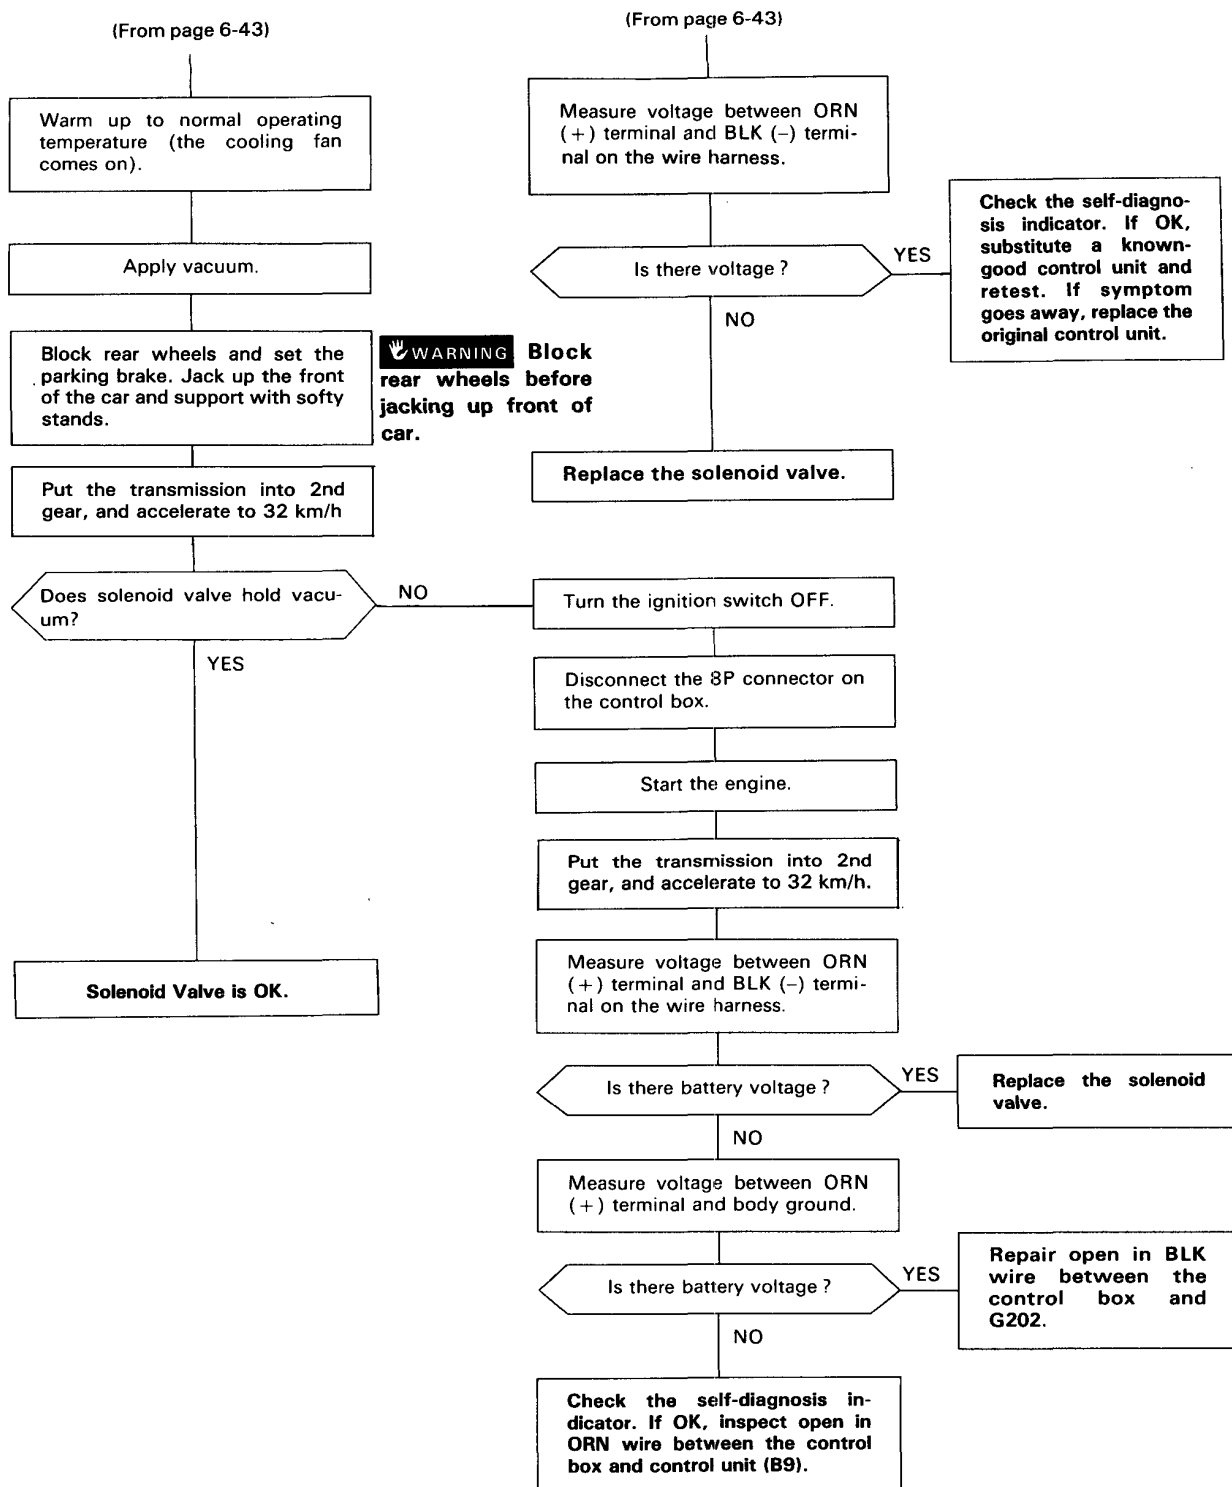 (From page 6-43)
Warm up to normal operating
temperature (the cooling fan
comes on).
Apply vacuum.
Block rear wheels and set the
parking brake. Jack up the front
of the car and support with softy
stands.
WARNING Block
rear wheels before
jacking up front of
car.
Put the transmission into 2nd
gear, and accelerate to 32 km/h
Does solenoid valve hold vacu-
um?
NO
YES
Solenoid Valve is OK.
(From page 6-43)
Measure voltage between ORN
(+) terminal and BLK (–) termi-
nal on the wire harness.
Is there voltage ?
YES
Check the self-diagno-
sis indicator. If OK,
substitute a known-
good control unit and
retest. If symptom
goes away, replace the
original control unit.
NO
Replace the solenoid valve.
Turn the ignition switch OFF.
Disconnect the 8P connector on
the control box.
Start the engine.
Put the transmission into 2nd
gear, and accelerate to 32 km/h.
Measure voltage between ORN
(+) terminal and BLK (–) termi-
nal on the wire harness.
Is there battery voltage ?
YES
Replace the solenoid
valve.
NO
Measure voltage between ORN
(+) terminal and body ground.
Is there battery voltage ?
YES
Repair open in BLK
wire between the
control box and
G202.
NO
Check the self-diagnosis in-
dicator. If OK, inspect open in
ORN wire between the control
box and control unit (B9).